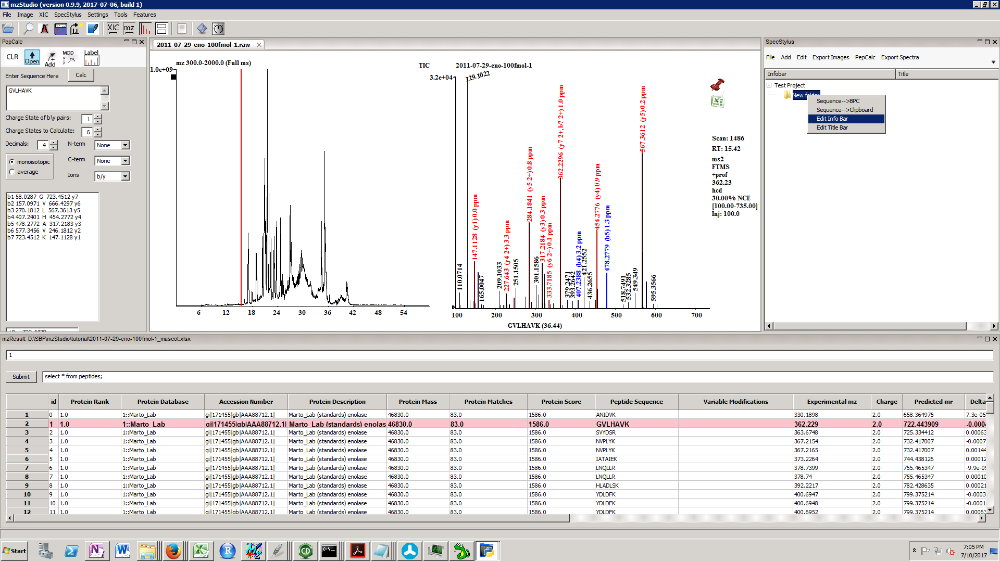 mzStudio (version 0.9.9, 2017-07-06, build 1)
File Image XIC SpecStylus Settings Tools Features
XIC mz
PepCalc
CLR Open Add MOD Label
Enter Sequence Here Calc
GVLHAVK
Charge State of b\y pairs: 1
Charge States to Calculate: 6
Decimals: 4 N-term None
monoisotopic
average
C-term None
Ions b/y
b1 58.0287 G 723.4512 y7
b2 157.0971 V 666.4297 y6
b3 270.1812 L 567.3613 y5
b4 407.2401 H 454.2772 y4
b5 478.2772 A 317.2183 y3
b6 577.3456 V 246.1812 y2
b7 723.4512 K 147.1128 y1
2011-07-29-eno-100fmol-1.raw
mz 300.0-2000.0 (Full ms) TIC
1.0e+09
6 12 18 24 30 36 42 48 54
2011-07-29-eno-100fmol-1
3.2e+04
129.1022
110.0714
147.1128 (y1) 0.0 ppm
165.0047
209.1033
227.643 (y4 2+) 3.3 ppm
251.1505
284.1841 (y5 2+) 0.8 ppm
301.1586
317.2184 (y3) 0.3 ppm
333.7185 (y6 2+) 0.1 ppm
362.2296 (y7 2+, b7 2+) 1.0 ppm
379.2471
393.2642
407.2388 (b4) 3.2 ppm
421.2552
436.2655
454.2776 (y4) 0.9 ppm
478.2779 (b5) 1.3 ppm
518.7491
532.3285
549.349
567.3612 (y5) 0.2 ppm
595.3566
100 200 300 400 500 600 700
GVLHAVK (36.44)
Scan: 1486
RT: 15.42
ms2
FTMS
+prof
362.23
hcd
30.00% NCE
[100.00-735.00]
Inj: 100.0
SpecStylus
File Add Edit Export Images PepCalc Export Spectra
Infobar Title
Test Project
New folder
Sequence-->BPC
Sequence-->Clipboard
Edit Info Bar
Edit Title Bar
mzResult: D:\SBF\mzStudio\tutorial\2011-07-29-eno-100fmol-1_mascot.xlsx
1
Submit select * from peptides;
id Protein Rank Protein Database Accession Number Protein Description Protein Mass Protein Matches Protein Score Peptide Sequence Variable Modifications Experimental mz Charge Predicted mr Delta
1 0 1.0 1::Marto_Lab gi|171455|gb|AAA88712.1| Marto_Lab (standards) enolase 46830.0 83.0 1586.0 ANIDVK 330.1898 2.0 658.364975 7.3e-05
2 1 1.0 1::Marto_Lab gi|171455|gb|AAA88712.1| Marto_Lab (standards) enolas 46830.0 83.0 1586.0 GVLHAVK 362.229 2.0 722.443909 -0.0004
3 2 1.0 1::Marto_Lab gi|171455|gb|AAA88712.1| Marto_Lab (standards) enolase 46830.0 83.0 1586.0 SVYDSR 363.6748 2.0 725.334412 0.00063
4 3 1.0 1::Marto_Lab gi|171455|gb|AAA88712.1| Marto_Lab (standards) enolase 46830.0 83.0 1586.0 NVPLYK 367.2154 2.0 732.417007 -0.0007
5 4 1.0 1::Marto_Lab gi|171455|gb|AAA88712.1| Marto_Lab (standards) enolase 46830.0 83.0 1586.0 NVPLYK 367.2165 2.0 732.417007 0.00144
6 5 1.0 1::Marto_Lab gi|171455|gb|AAA88712.1| Marto_Lab (standards) enolase 46830.0 83.0 1586.0 IATAIEK 373.2264 2.0 744.438126 0.00012
7 6 1.0 1::Marto_Lab gi|171455|gb|AAA88712.1| Marto_Lab (standards) enolase 46830.0 83.0 1586.0 LNQLLR 378.7399 2.0 755.465347 -9.9e-05
8 7 1.0 1::Marto_Lab gi|171455|gb|AAA88712.1| Marto_Lab (standards) enolase 46830.0 83.0 1586.0 LNQLLR 378.74 2.0 755.465347 0.00010
9 8 1.0 1::Marto_Lab gi|171455|gb|AAA88712.1| Marto_Lab (standards) enolase 46830.0 83.0 1586.0 HLADLSK 392.2217 2.0 782.428635 0.00021
10 9 1.0 1::Marto_Lab gi|171455|gb|AAA88712.1| Marto_Lab (standards) enolase 46830.0 83.0 1586.0 YDLDFK 400.6947 2.0 799.375214 -0.0003
11 10 1.0 1::Marto_Lab gi|171455|gb|AAA88712.1| Marto_Lab (standards) enolase 46830.0 83.0 1586.0 YDLDFK 400.6948 2.0 799.375214 -0.0001
12 11 1.0 1::Marto_Lab gi|171455|gb|AAA88712.1| Marto_Lab (standards) enolase 46830.0 83.0 1586.0 YDLDFK 400.6952 2.0 799.375214 0.00063
Start
7:05 PM
7/10/2017